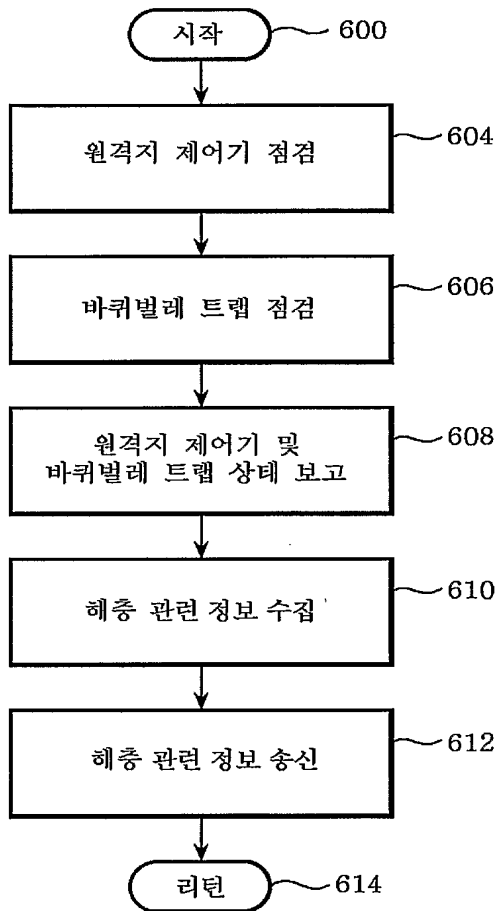 시작
600
원격지 제어기 점검
604
바퀴벌레 트랩 점검
606
원격지 제어기 및
바퀴벌레 트랩 상태 보고
608
해충 관련 정보 수집
610
해충 관련 정보 송신
612
리턴
614